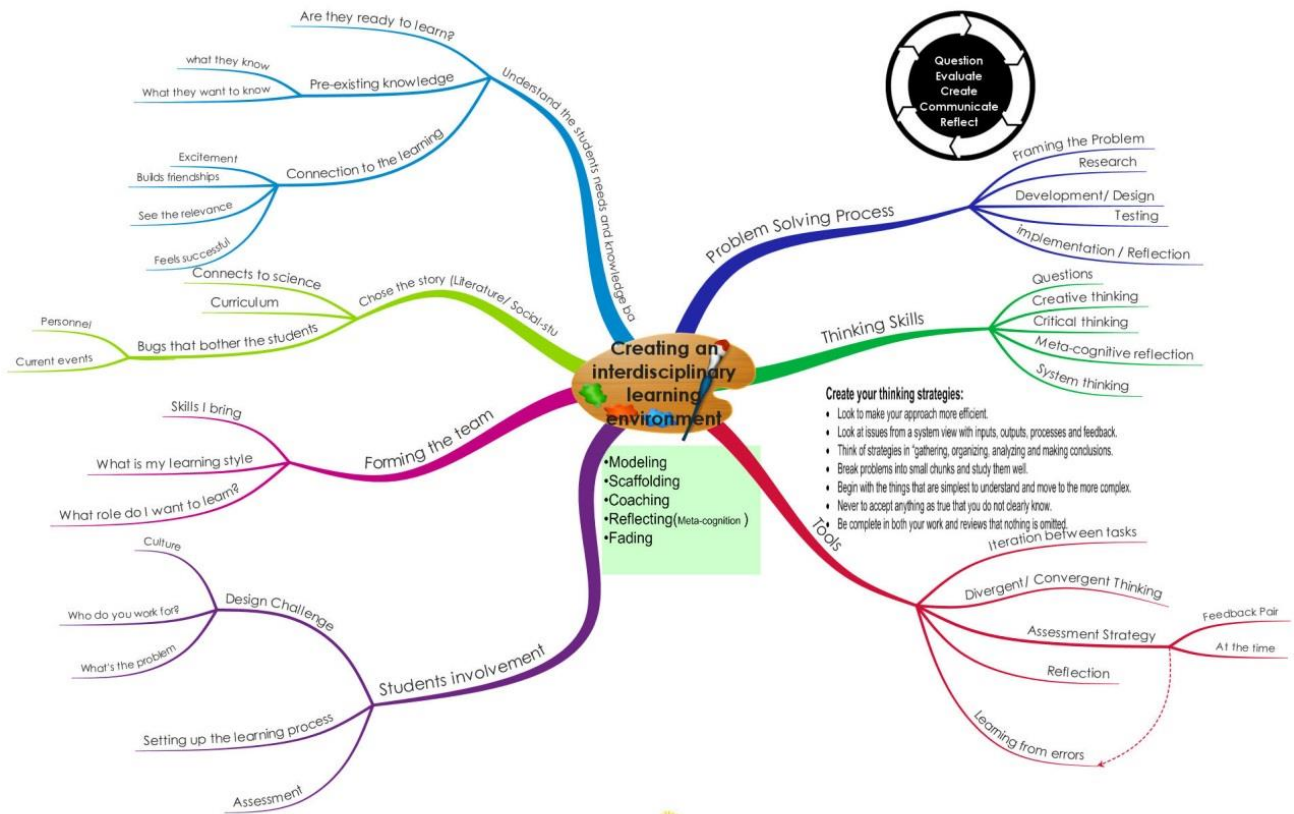 Are they ready to learn?
what they know
Pre-existing knowledge
What they want to know
Understand the students needs and knowledge ba
Connection to the learning
Excitement
Builds friendships
See the relevance
Feels successful
Connects to science
Chose the story (Literature/ Social-stu
Curriculum
Personnel
Bugs that bother the students
Current events
Skills I bring
Forming the team
What is my learning style
What role do I want to learn?
Culture
Design Challenge
Who do you work for?
What's the problem
Students involvement
Setting up the learning process
Assessment
Creating an
interdisciplinary
learning
environment
•Modeling
•Scaffolding
•Coaching
•Reflecting(Meta-cognition )
•Fading
Question
Evaluate
Create
Communicate
Reflect
Problem Solving Process
Framing the Problem
Research
Development/ Design
Testing
implementation / Reflection
Thinking Skills
Questions
Creative thinking
Critical thinking
Meta-cognitive reflection
System thinking
Create your thinking strategies:
• Look to make your approach more efficient.
• Look at issues from a system view with inputs, outputs, processes and feedback.
• Think of strategies in "gathering, organizing, analyzing and making conclusions.
• Break problems into small chunks and study them well.
• Begin with the things that are simplest to understand and move to the more complex.
• Never to accept anything as true that you do not clearly know.
• Be complete in both your work and reviews that nothing is omitted.
Tools
Iteration between tasks
Divergent/ Convergent Thinking
Assessment Strategy
Feedback Pair
At the time
Reflection
Learning from errors